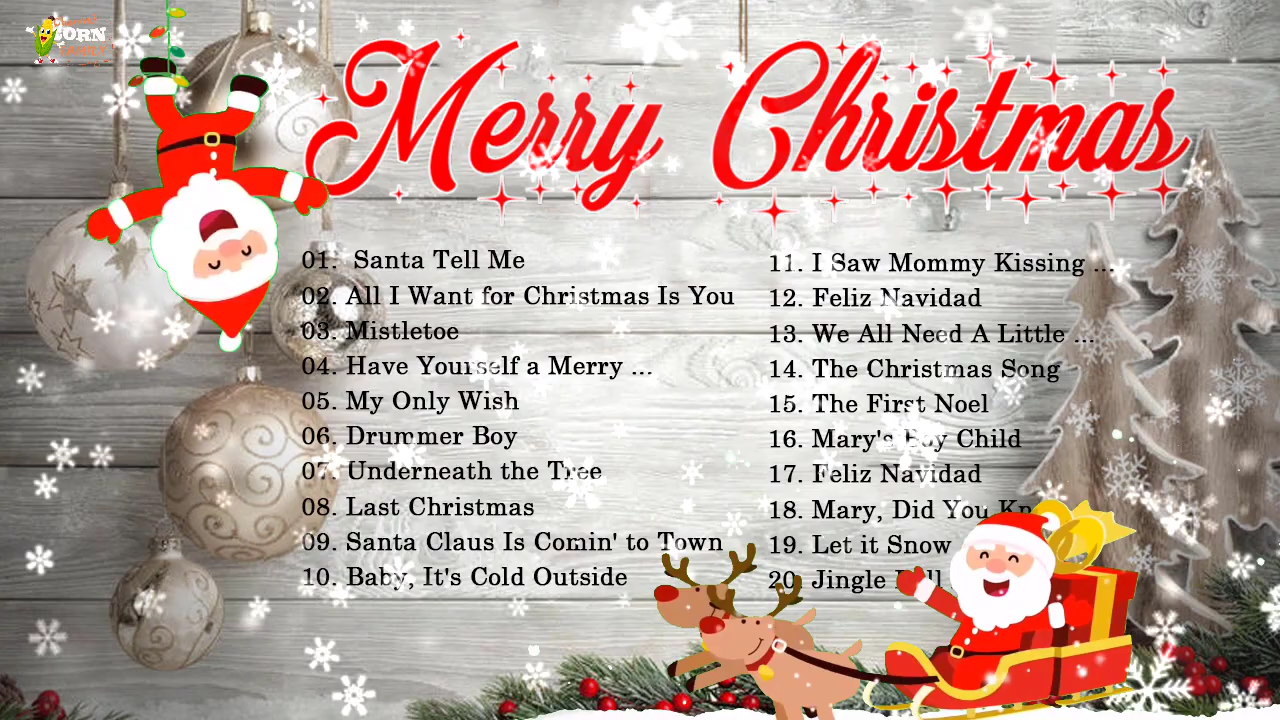 CORN
FAMILY
Merry Christmas
01. Santa Tell Me
02. All I Want for Christmas Is You
03. Mistletoe
04. Have Yourself a Merry ...
05. My Only Wish
06. Drummer Boy
07. Underneath the Tree
08. Last Christmas
09. Santa Claus Is Comin' to Town
10. Baby, It's Cold Outside
11. I Saw Mommy Kissing ...
12. Feliz Navidad
13. We All Need A Little ...
14. The Christmas Song
15. The First Noel
16. Mary's Boy Child
17. Feliz Navidad
18. Mary, Did You Kn
19. Let it Snow
20. Jingle